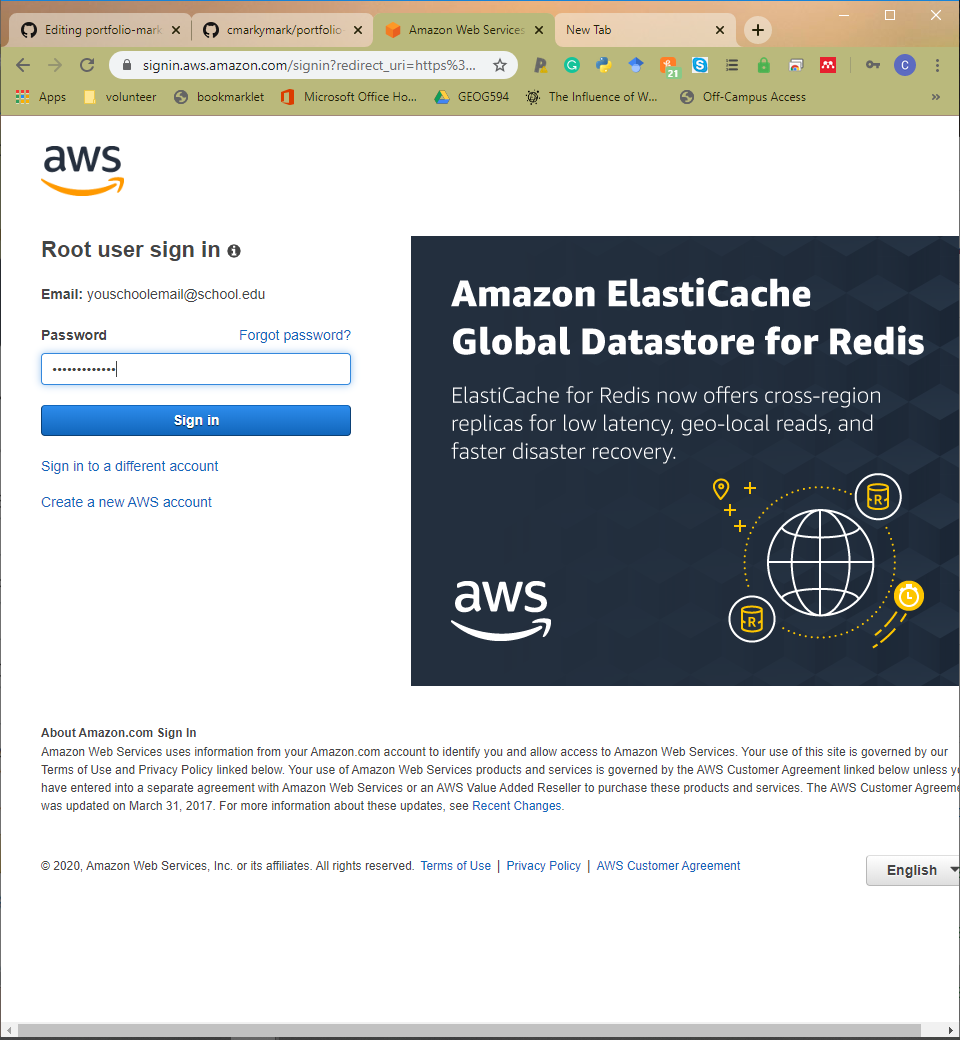 Editing portfolio-mark
cmarkymark/portfolio
Amazon Web Services
New Tab
signin.aws.amazon.com/signin?redirect_uri=https%3...
21
C
Apps
volunteer
bookmarklet
Microsoft Office Ho...
GEOG594
The Influence of W...
Off-Campus Access
»
aws
Root user sign in
Email: youschoolemail@school.edu
Password
Forgot password?
•••••••••••••
Sign in
Sign in to a different account
Create a new AWS account
Amazon ElastiCache
Global Datastore for Redis
ElastiCache for Redis now offers cross-region
replicas for low latency, geo-local reads, and
faster disaster recovery.
R
R
aws
About Amazon.com Sign In
Amazon Web Services uses information from your Amazon.com account to identify you and allow access to Amazon Web Services. Your use of this site is governed by our
Terms of Use and Privacy Policy linked below. Your use of Amazon Web Services products and services is governed by the AWS Customer Agreement linked below unless y
have entered into a separate agreement with Amazon Web Services or an AWS Value Added Reseller to purchase these products and services. The AWS Customer Agreeme
was updated on March 31, 2017. For more information about these updates, see Recent Changes.
© 2020, Amazon Web Services, Inc. or its affiliates. All rights reserved. Terms of Use | Privacy Policy | AWS Customer Agreement
English